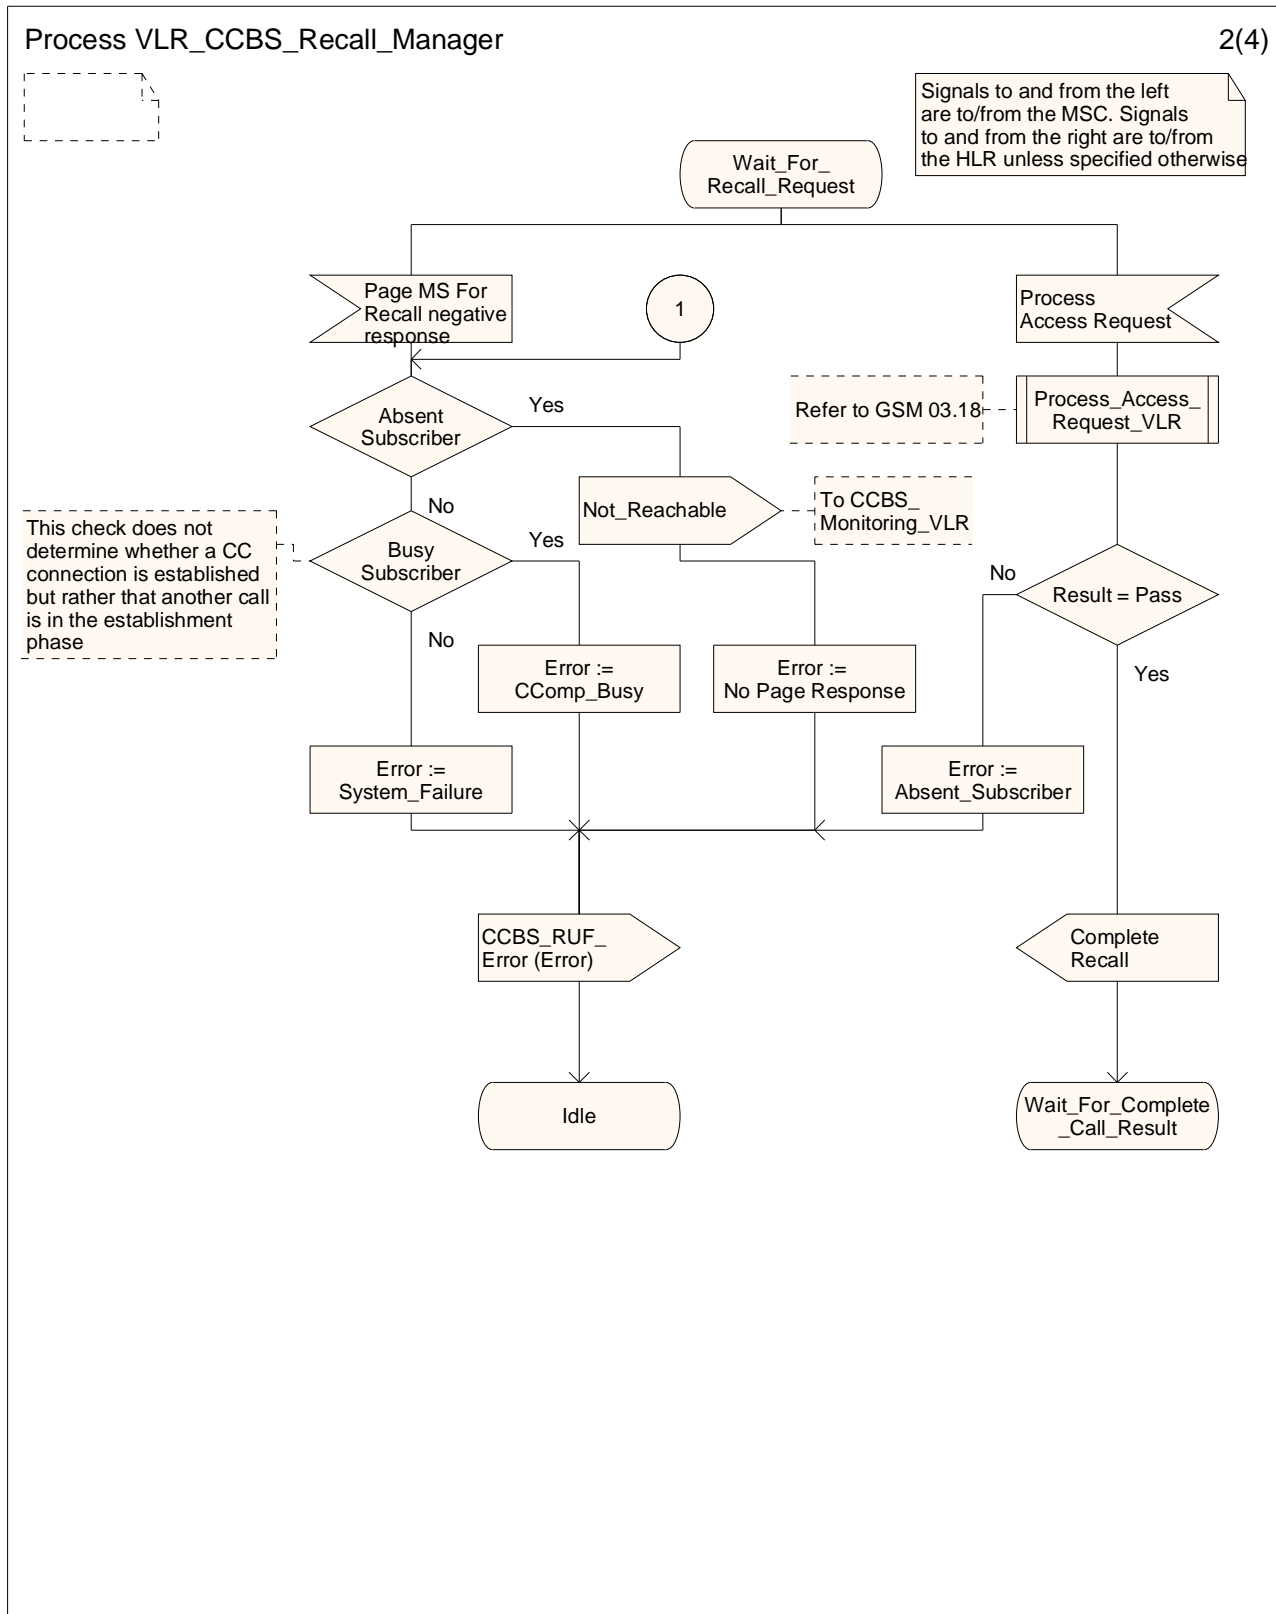 Process VLR_CCBS_Recall_Manager
2(4)
Signals to and from the left
are to/from the MSC. Signals
to and from the right are to/from
the HLR unless specified otherwise
Wait_For_
Recall_Request
Page MS For
Recall negative
response
1
Process
Access Request
Absent
Subscriber
Yes
Refer to GSM 03.18
Process_Access_
Request_VLR
No
Not_Reachable
To CCBS_
Monitoring_VLR
This check does not
determine whether a CC
connection is established
but rather that another call
is in the establishment
phase
Busy
Subscriber
Yes
No
No
Result = Pass
Yes
Error :=
CComp_Busy
Error :=
No Page Response
Error :=
System_Failure
Error :=
Absent_Subscriber
CCBS_RUF_
Error (Error)
Complete
Recall
Idle
Wait_For_Complete
_Call_Result